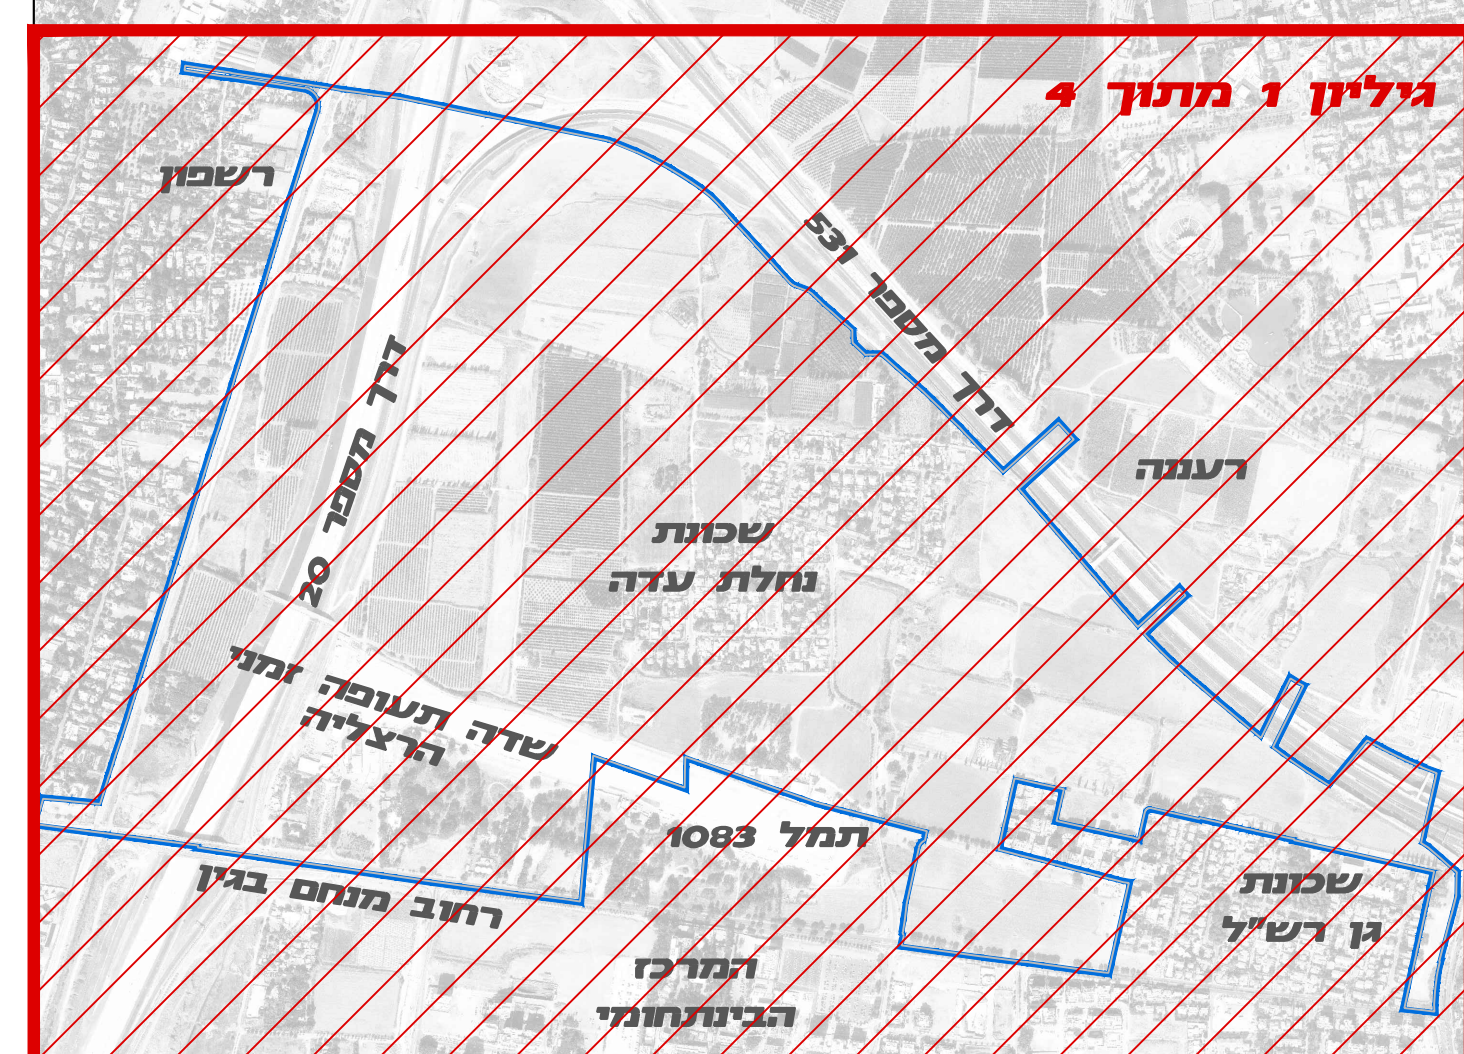 גיליון 1 מתוך 4
רשפון
דרך מספר 531
דרך מספר 20
רעננה
שכונת
נחלת עדה
שדה תעופה זמני
הרצליה
תמל 1083
רחוב מנחם בגין
שכונת
גן רש"ל
המרכז
הבינתחומי